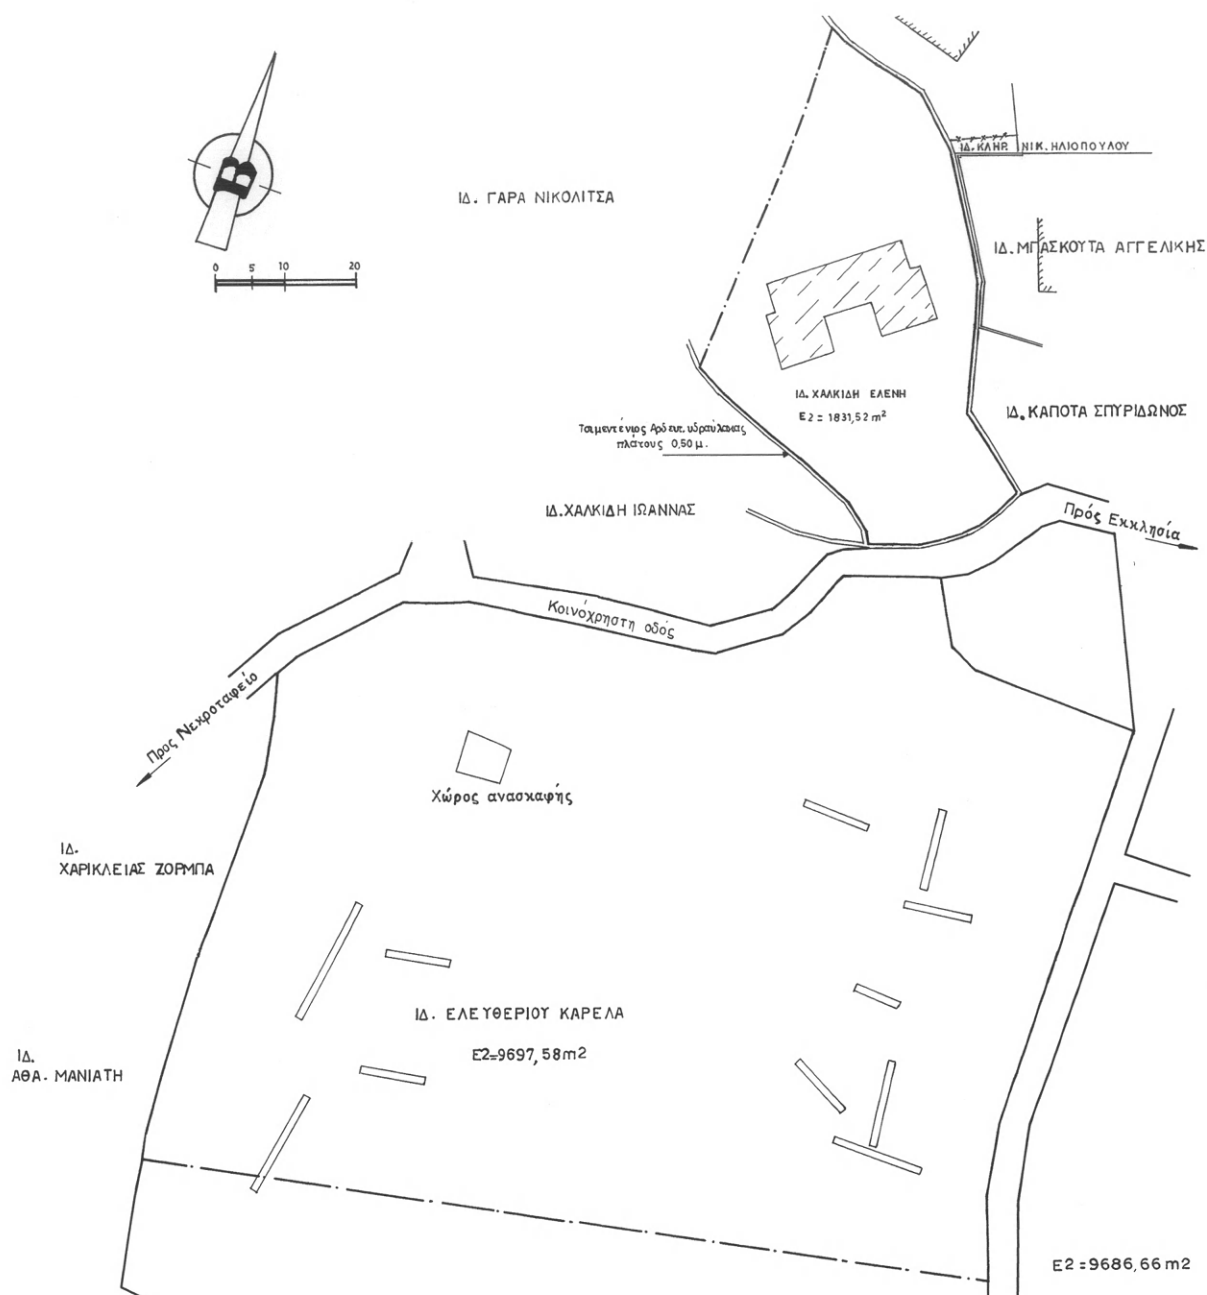 Β
0 5 10 20
ΙΔ. ΓΑΡΑ ΝΙΚΟΛΙΤΣΑ
ΙΔ. ΚΛΗΡ. ΝΙΚ. ΗΛΙΟΠΟΥΛΟΥ
ΙΔ. ΜΠΑΣΚΟΥΤΑ ΑΓΓΕΛΙΚΗΣ
ΙΔ. ΧΑΛΚΙΔΗ ΕΛΕΝΗ
Ε2 = 1831,52 m²
ΙΔ. ΚΑΠΟΤΑ ΣΠΥΡΙΔΩΝΟΣ
Τσιμεντένιος Αρδευτ. υδραύλακας
πλάτους 0,50 μ.
ΙΔ. ΧΑΛΚΙΔΗ ΙΩΑΝΝΑΣ
Πρός Εκκλησία
Κοινόχρηστη οδός
Προς Νεκροταφείο
Χώρος ανασκαφής
ΙΔ.
ΧΑΡΙΚΛΕΙΑΣ ΖΟΡΜΠΑ
ΙΔ. ΕΛΕΥΘΕΡΙΟΥ ΚΑΡΕΛΑ
Ε2=9697,58 m2
ΙΔ.
ΑΘΑ. ΜΑΝΙΑΤΗ
Ε2 = 9686,66 m2